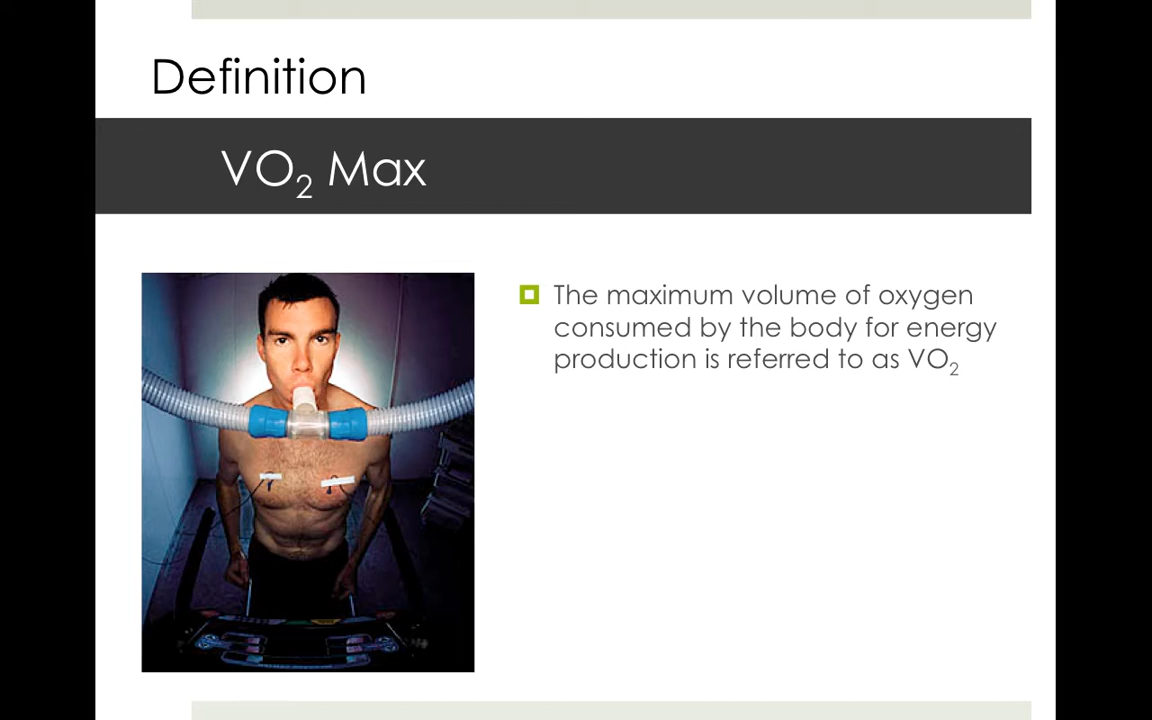 Definition
VO₂ Max
The maximum volume of oxygen
consumed by the body for energy
production is referred to as VO₂